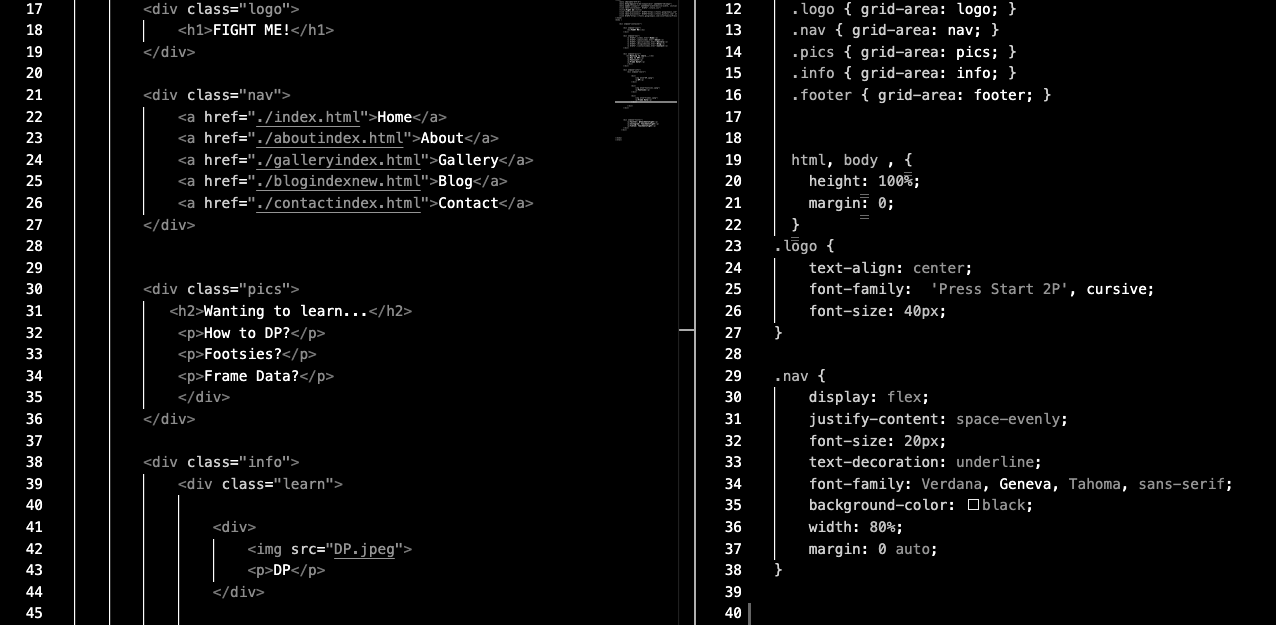 17 <div class="logo">
18 <h1>FIGHT ME!</h1>
19 </div>
20
21 <div class="nav">
22 <a href="./index.html">Home</a>
23 <a href="./aboutindex.html">About</a>
24 <a href="./galleryindex.html">Gallery</a>
25 <a href="./blogindexnew.html">Blog</a>
26 <a href="./contactindex.html">Contact</a>
27 </div>
28
29
30 <div class="pics">
31 <h2>Wanting to learn...</h2>
32 <p>How to DP?</p>
33 <p>Footsies?</p>
34 <p>Frame Data?</p>
35 </div>
36 </div>
37
38 <div class="info">
39 <div class="learn">
40
41 <div>
42 <img src="DP.jpeg">
43 <p>DP</p>
44 </div>
45
12 .logo { grid-area: logo; }
13 .nav { grid-area: nav; }
14 .pics { grid-area: pics; }
15 .info { grid-area: info; }
16 .footer { grid-area: footer; }
17
18
19 html, body , {
20 height: 100%;
21 margin: 0;
22 }
23 .logo {
24 text-align: center;
25 font-family:  'Press Start 2P', cursive;
26 font-size: 40px;
27 }
28
29 .nav {
30 display: flex;
31 justify-content: space-evenly;
32 font-size: 20px;
33 text-decoration: underline;
34 font-family: Verdana, Geneva, Tahoma, sans-serif;
35 background-color: black;
36 width: 80%;
37 margin: 0 auto;
38 }
39
40